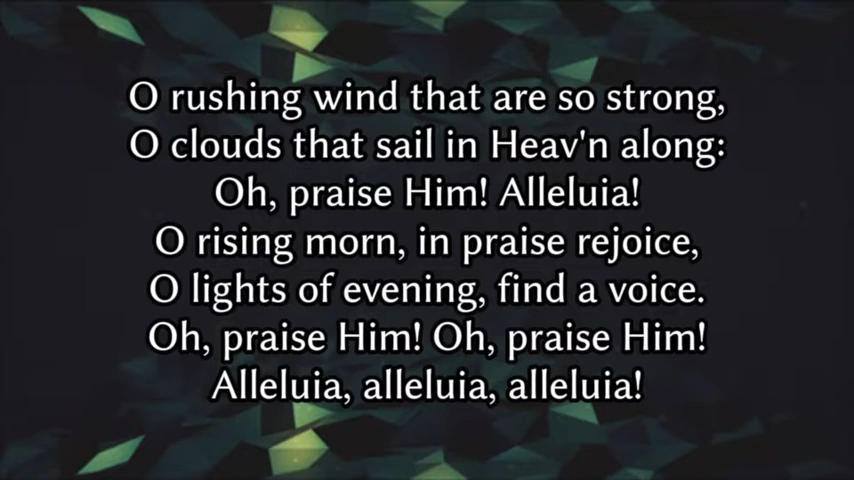 O rushing wind that are so strong,
O clouds that sail in Heav'n along:
Oh, praise Him! Alleluia!
O rising morn, in praise rejoice,
O lights of evening, find a voice.
Oh, praise Him! Oh, praise Him!
Alleluia, alleluia, alleluia!